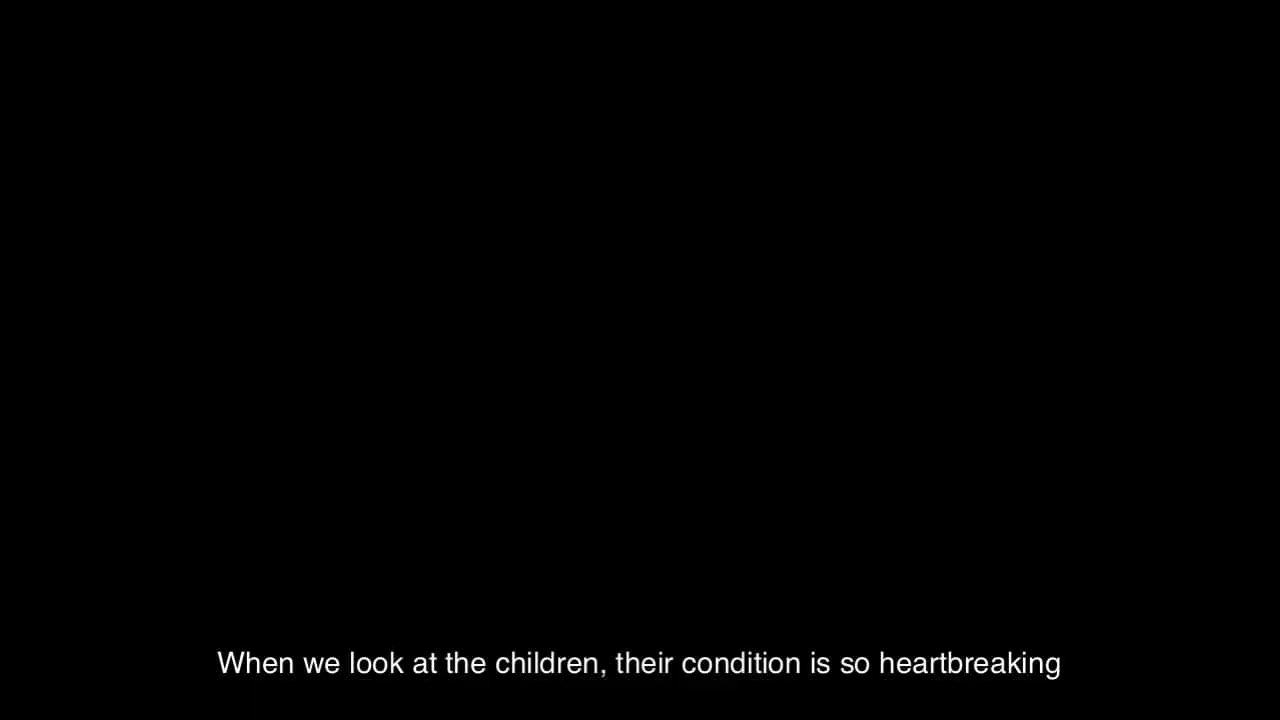 When we look at the children, their condition is so heartbreaking